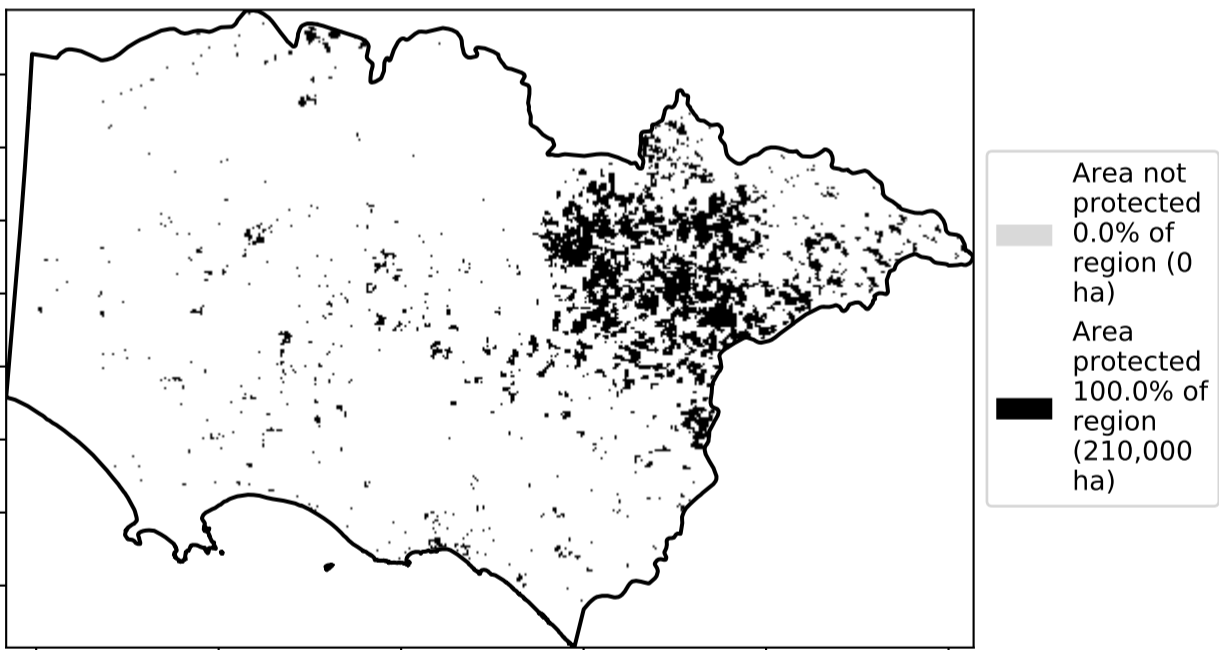 Area not
protected
0.0% of
region (0
ha)
Area
protected
100.0% of
region
(210,000
ha)